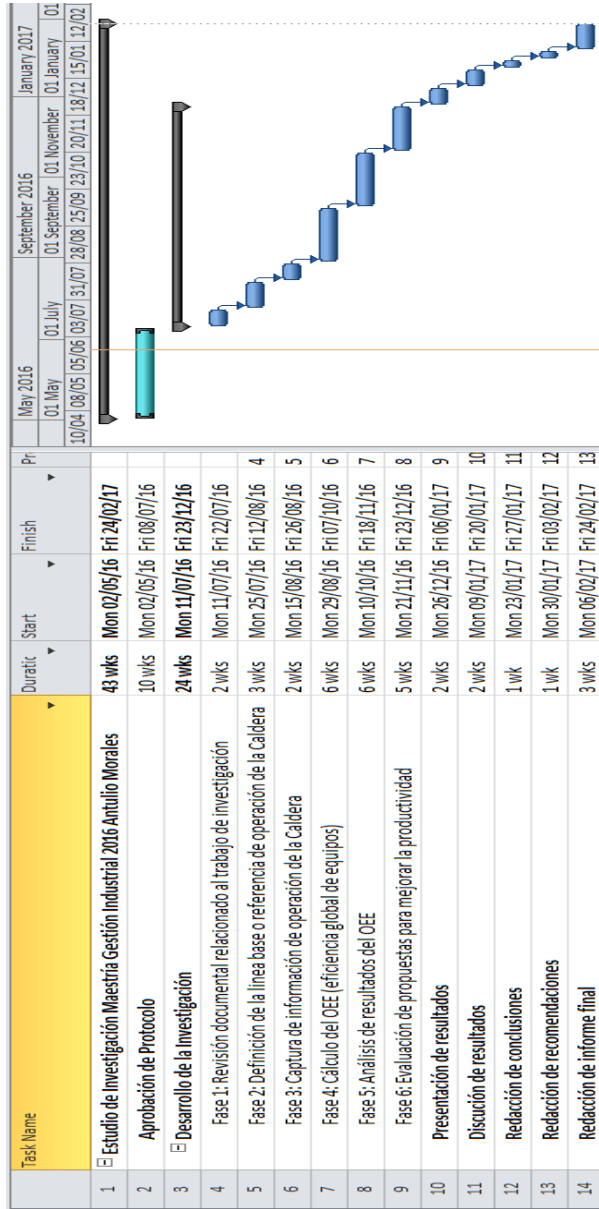 Task Name Duratic Start Finish Pr
1 Estudio de Investigación Maestría Gestión Industrial 2016 Antulio Morales 43 wks Mon 02/05/16 Fri 24/02/17
2 Aprobación de Protocolo 10 wks Mon 02/05/16 Fri 08/07/16
3 Desarrollo de la Investigación 24 wks Mon 11/07/16 Fri 23/12/16
4 Fase 1: Revisión documental relacionado al trabajo de investigación 2 wks Mon 11/07/16 Fri 22/07/16
5 Fase 2: Definición de la linea base o referencia de operación de la Caldera 3 wks Mon 25/07/16 Fri 12/08/16 4
6 Fase 3: Captura de información de operación de la Caldera 2 wks Mon 15/08/16 Fri 26/08/16 5
7 Fase 4: Cálculo del OEE (eficiencia global de equipos) 6 wks Mon 29/08/16 Fri 07/10/16 6
8 Fase 5: Análisis de resultados del OEE 6 wks Mon 10/10/16 Fri 18/11/16 7
9 Fase 6: Evaluación de propuestas para mejorar la productividad 5 wks Mon 21/11/16 Fri 23/12/16 8
10 Presentación de resultados 2 wks Mon 26/12/16 Fri 06/01/17 9
11 Discución de resultados 2 wks Mon 09/01/17 Fri 20/01/17 10
12 Redacción de conclusiones 1 wk Mon 23/01/17 Fri 27/01/17 11
13 Redacción de recomendaciones 1 wk Mon 30/01/17 Fri 03/02/17 12
14 Redacción de informe final 3 wks Mon 06/02/17 Fri 24/02/17 13
May 2016 September 2016 January 2017
01 May 01 July 01 September 01 November 01 January 01
10/04 08/05 05/06 03/07 31/07 28/08 25/09 23/10 20/11 18/12 15/01 12/02